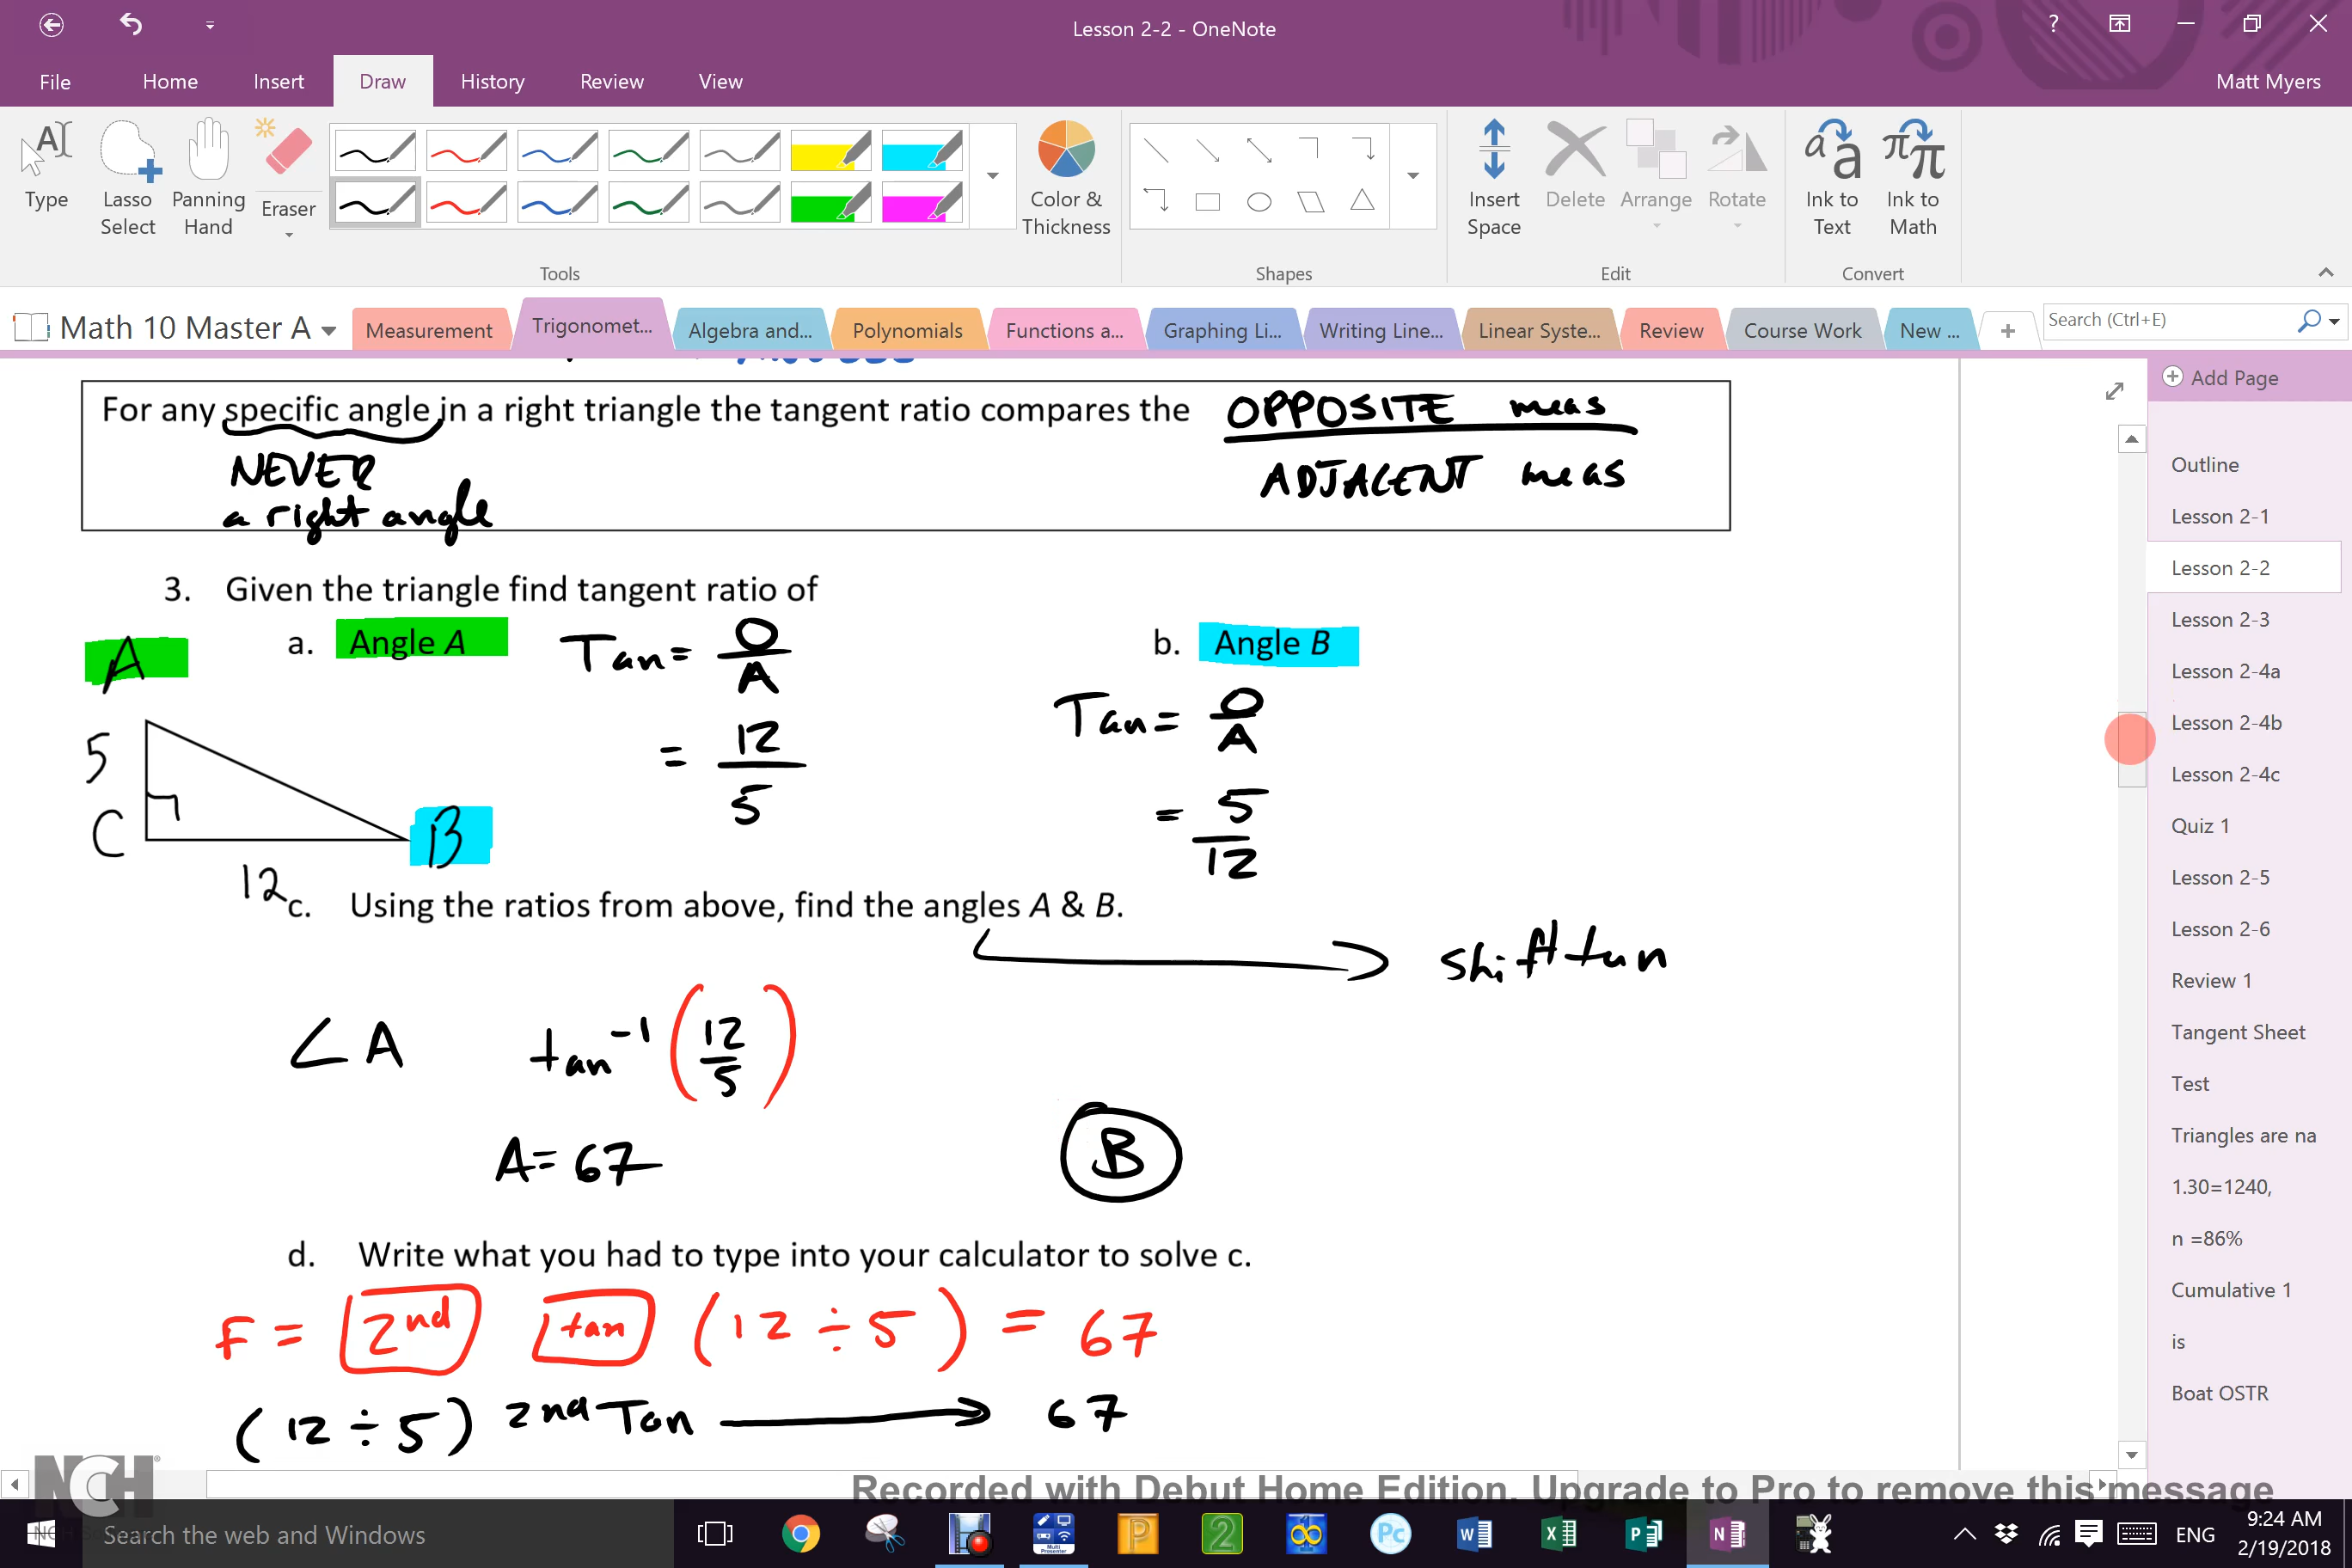 Lesson 2-2 - OneNote
?
File Home Insert Draw History Review View
Matt Myers
Type
Lasso Select
Panning Hand
Eraser
Color & Thickness
Insert Space
Delete
Arrange
Rotate
Ink to Text
Ink to Math
Tools
Shapes
Edit
Convert
Math 10 Master A
Measurement
Trigonomet...
Algebra and...
Polynomials
Functions a...
Graphing Li...
Writing Line...
Linear Syste...
Review
Course Work
New ...
+
Search (Ctrl+E)
For any specific angle in a right triangle the tangent ratio compares the OPPOSITE meas
ADJACENT meas
NEVER
a right angle
3. Given the triangle find tangent ratio of
a. Angle A
Tan = O/A
= 12/5
b. Angle B
Tan = O/A
= 5/12
A
5
C
B
12
c. Using the ratios from above, find the angles A & B.
shift tan
∠A tan⁻¹(12/5)
A = 67
B
d. Write what you had to type into your calculator to solve c.
F = 2nd tan (12 ÷ 5) = 67
(12 ÷ 5) 2nd Tan → 67
Add Page
Outline
Lesson 2-1
Lesson 2-2
Lesson 2-3
Lesson 2-4a
Lesson 2-4b
Lesson 2-4c
Quiz 1
Lesson 2-5
Lesson 2-6
Review 1
Tangent Sheet
Test
Triangles are na
1.30=1240,
n =86%
Cumulative 1
is
Boat OSTR
NCH
Recorded with Debut Home Edition. Upgrade to Pro to remove this message
Search the web and Windows
ENG
9:24 AM
2/19/2018